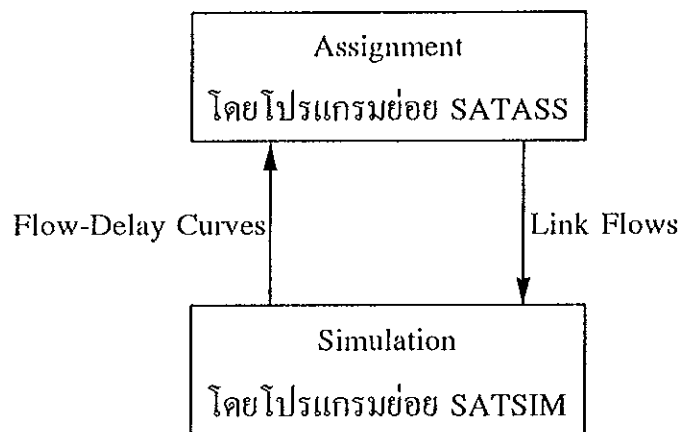 Assignment
โดยโปรแกรมย่อย SATASS
Flow-Delay Curves
Link Flows
Simulation
โดยโปรแกรมย่อย SATSIM